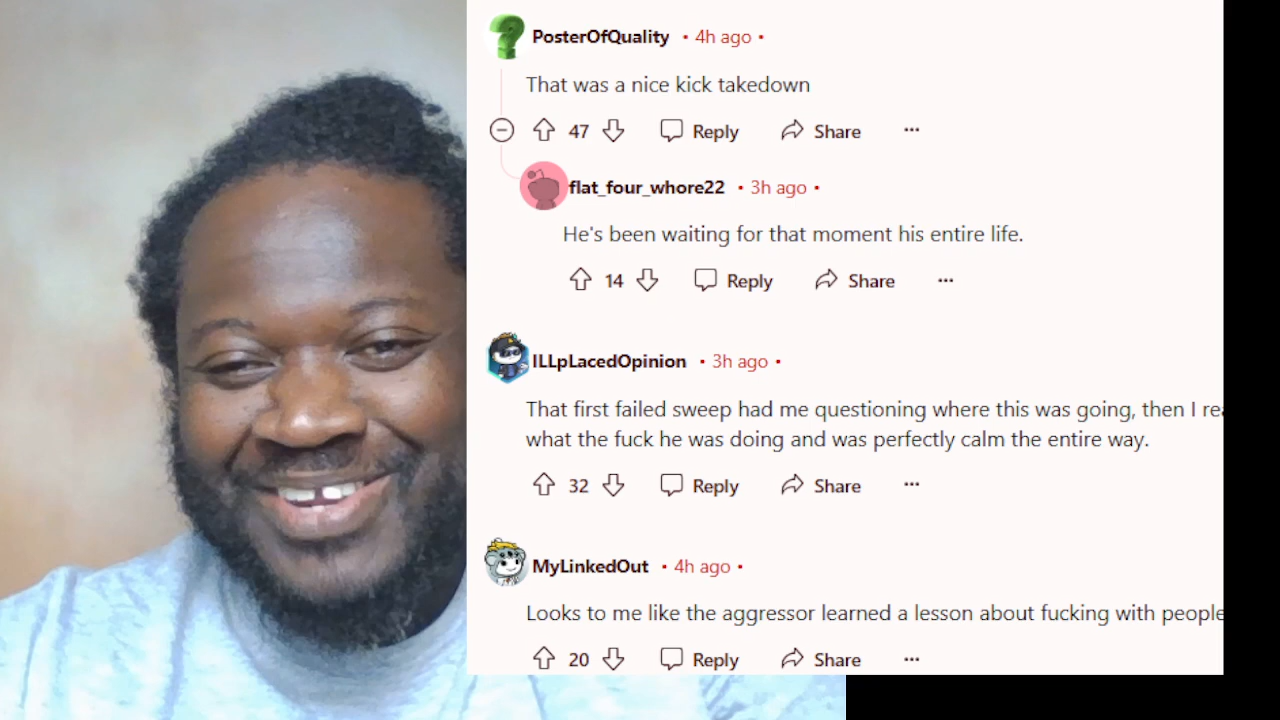 PosterOfQuality • 4h ago •
That was a nice kick takedown
47 Reply Share ...
flat_four_whore22 • 3h ago •
He's been waiting for that moment his entire life.
14 Reply Share ...
ILLpLacedOpinion • 3h ago •
That first failed sweep had me questioning where this was going, then I
what the fuck he was doing and was perfectly calm the entire way.
32 Reply Share ...
MyLinkedOut • 4h ago •
Looks to me like the aggressor learned a lesson about fucking with people
20 Reply Share ...